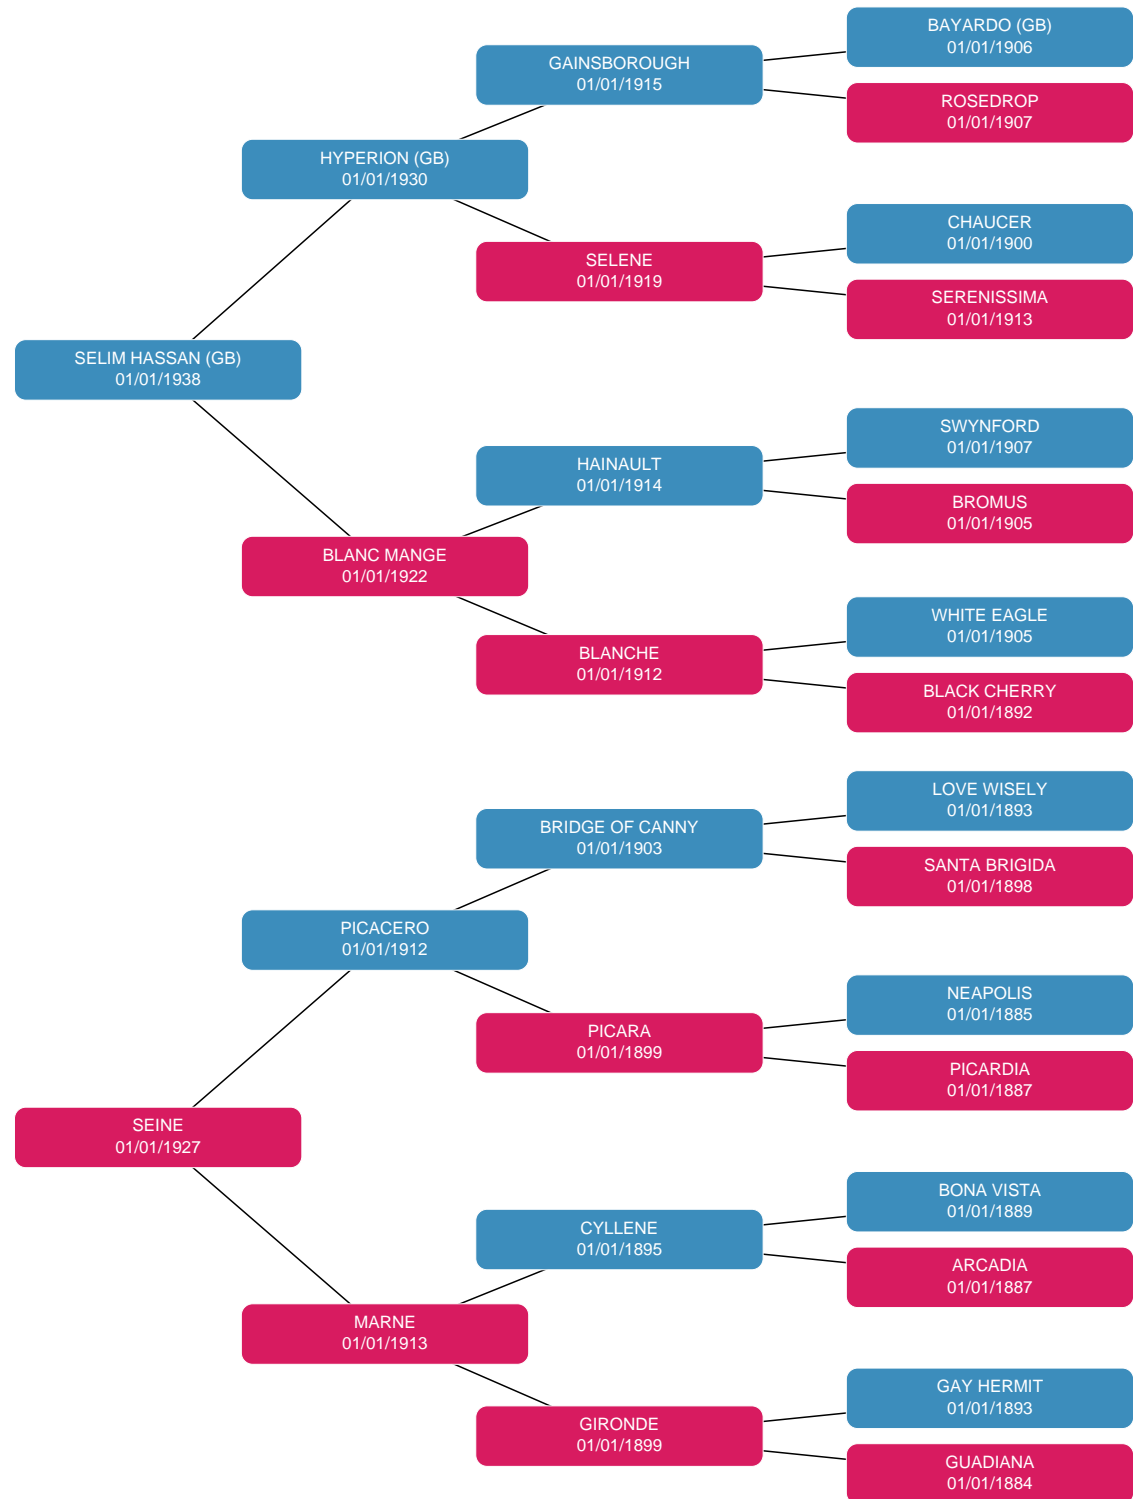 BAYARDO (GB)
01/01/1906
GAINSBOROUGH
01/01/1915
ROSEDROP
01/01/1907
HYPERION (GB)
01/01/1930
CHAUCER
01/01/1900
SELENE
01/01/1919
SERENISSIMA
01/01/1913
SELIM HASSAN (GB)
01/01/1938
SWYNFORD
01/01/1907
HAINAULT
01/01/1914
BROMUS
01/01/1905
BLANC MANGE
01/01/1922
WHITE EAGLE
01/01/1905
BLANCHE
01/01/1912
BLACK CHERRY
01/01/1892
LOVE WISELY
01/01/1893
BRIDGE OF CANNY
01/01/1903
SANTA BRIGIDA
01/01/1898
PICACERO
01/01/1912
NEAPOLIS
01/01/1885
PICARA
01/01/1899
PICARDIA
01/01/1887
SEINE
01/01/1927
BONA VISTA
01/01/1889
CYLLENE
01/01/1895
ARCADIA
01/01/1887
MARNE
01/01/1913
GAY HERMIT
01/01/1893
GIRONDE
01/01/1899
GUADIANA
01/01/1884